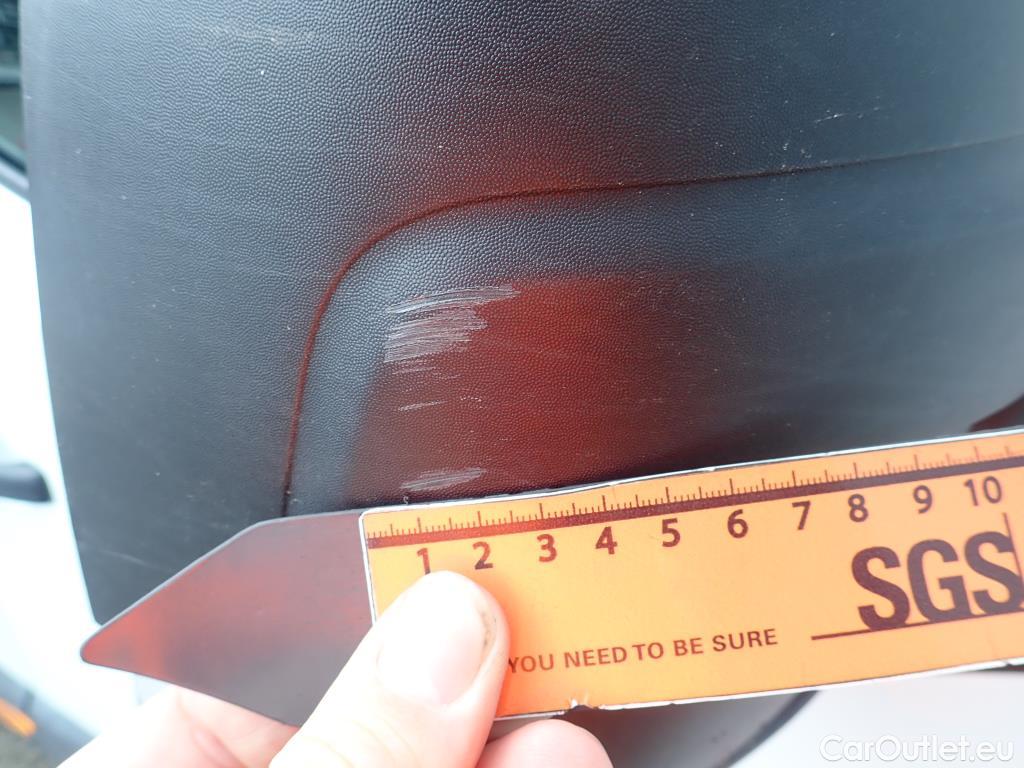 1 2 3 4 5 6 7 8 9 10
SGS
YOU NEED TO BE SURE
CarOutlet.eu